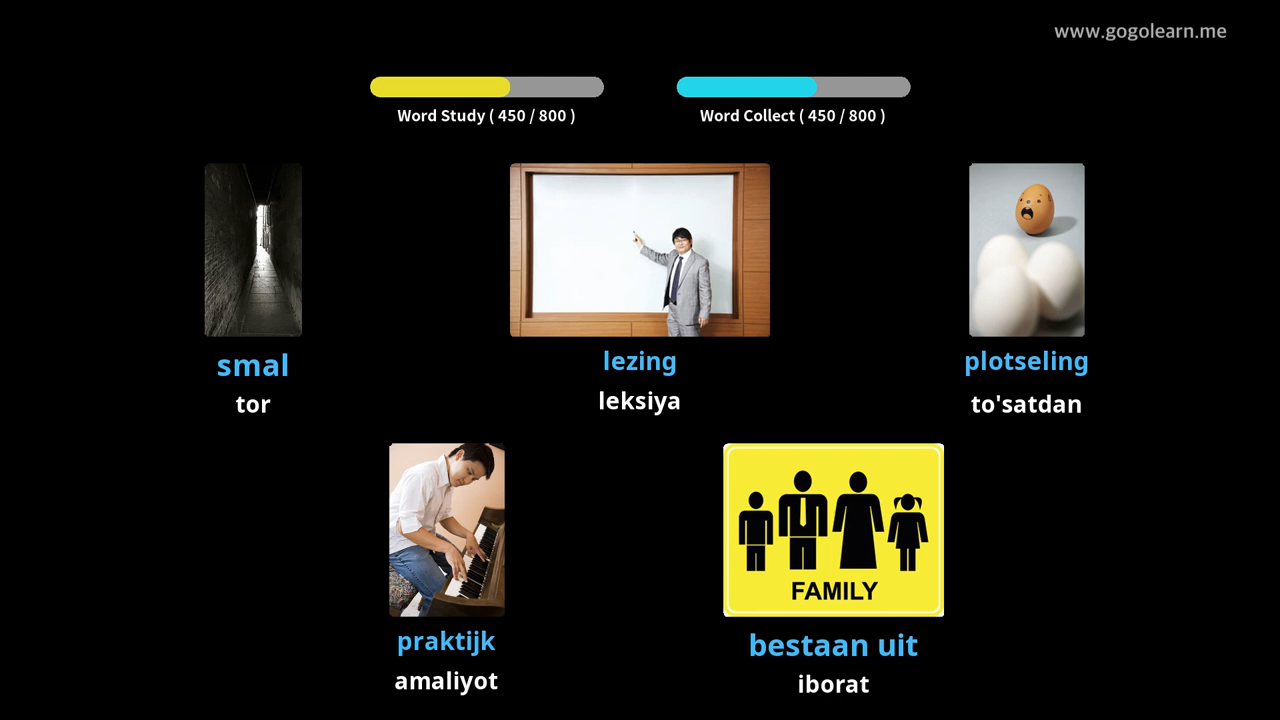 www.gogolearn.me
Word Study ( 450 / 800 )
Word Collect ( 450 / 800 )
smal
tor
lezing
leksiya
plotseling
to'satdan
praktijk
amaliyot
FAMILY
bestaan uit
iborat